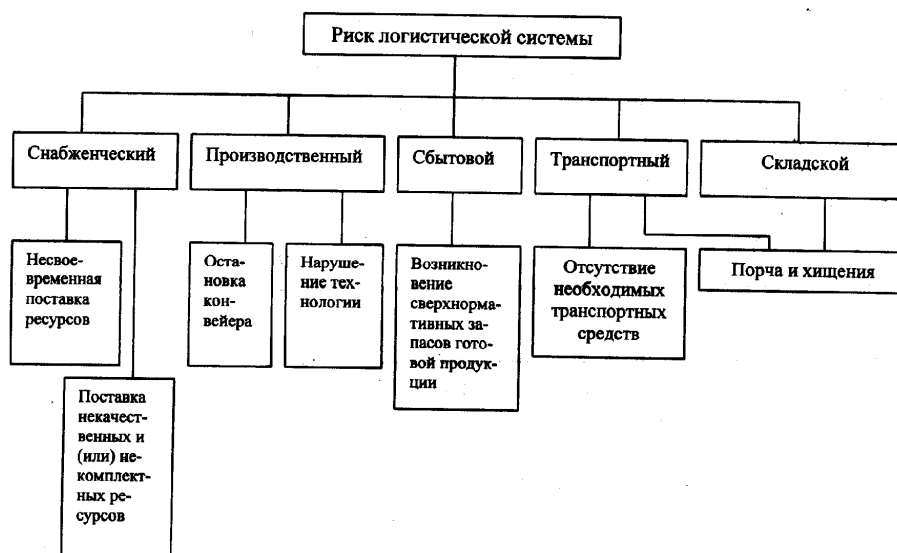 Риск логистической системы
Снабженческий
Производственный
Сбытовой
Транспортный
Складской
Несвое-
временная
поставка
ресурсов
Оста-
новка
кон-
вейера
Наруше-
ние тех-
нологии
Возникно-
вение
сверхнорма-
тивных за-
пасов гото-
вой продук-
ции
Отсутствие
необходимых
транспортных
средств
Порча и хищения
Поставка
некачест-
венных и
(или) не-
комплект-
ных ре-
сурсов